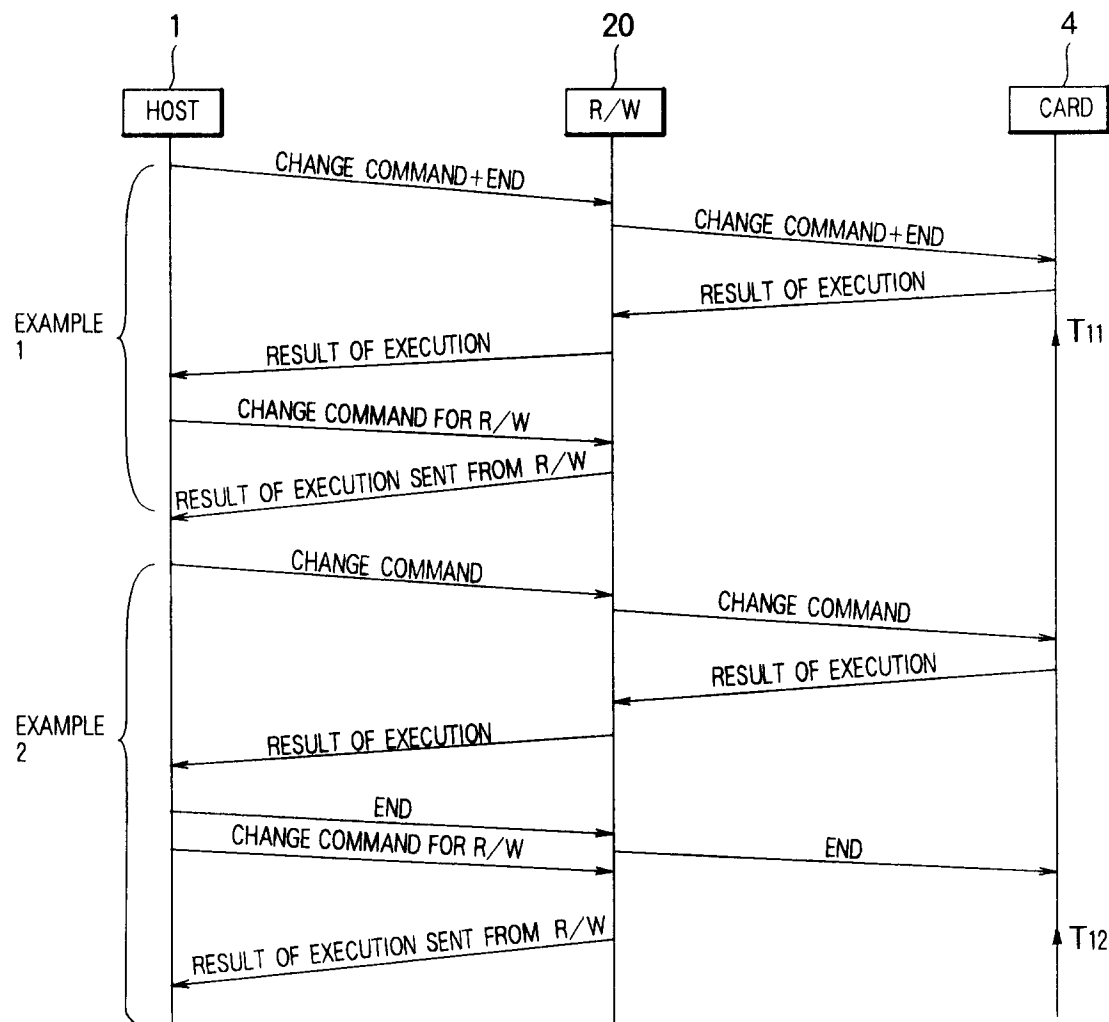 1
20
4
HOST
R/W
CARD
CHANGE COMMAND+END
CHANGE COMMAND+END
RESULT OF EXECUTION
EXAMPLE
1
T11
RESULT OF EXECUTION
CHANGE COMMAND FOR R/W
RESULT OF EXECUTION SENT FROM R/W
CHANGE COMMAND
CHANGE COMMAND
RESULT OF EXECUTION
EXAMPLE
2
RESULT OF EXECUTION
END
CHANGE COMMAND FOR R/W
END
RESULT OF EXECUTION SENT FROM R/W
T12